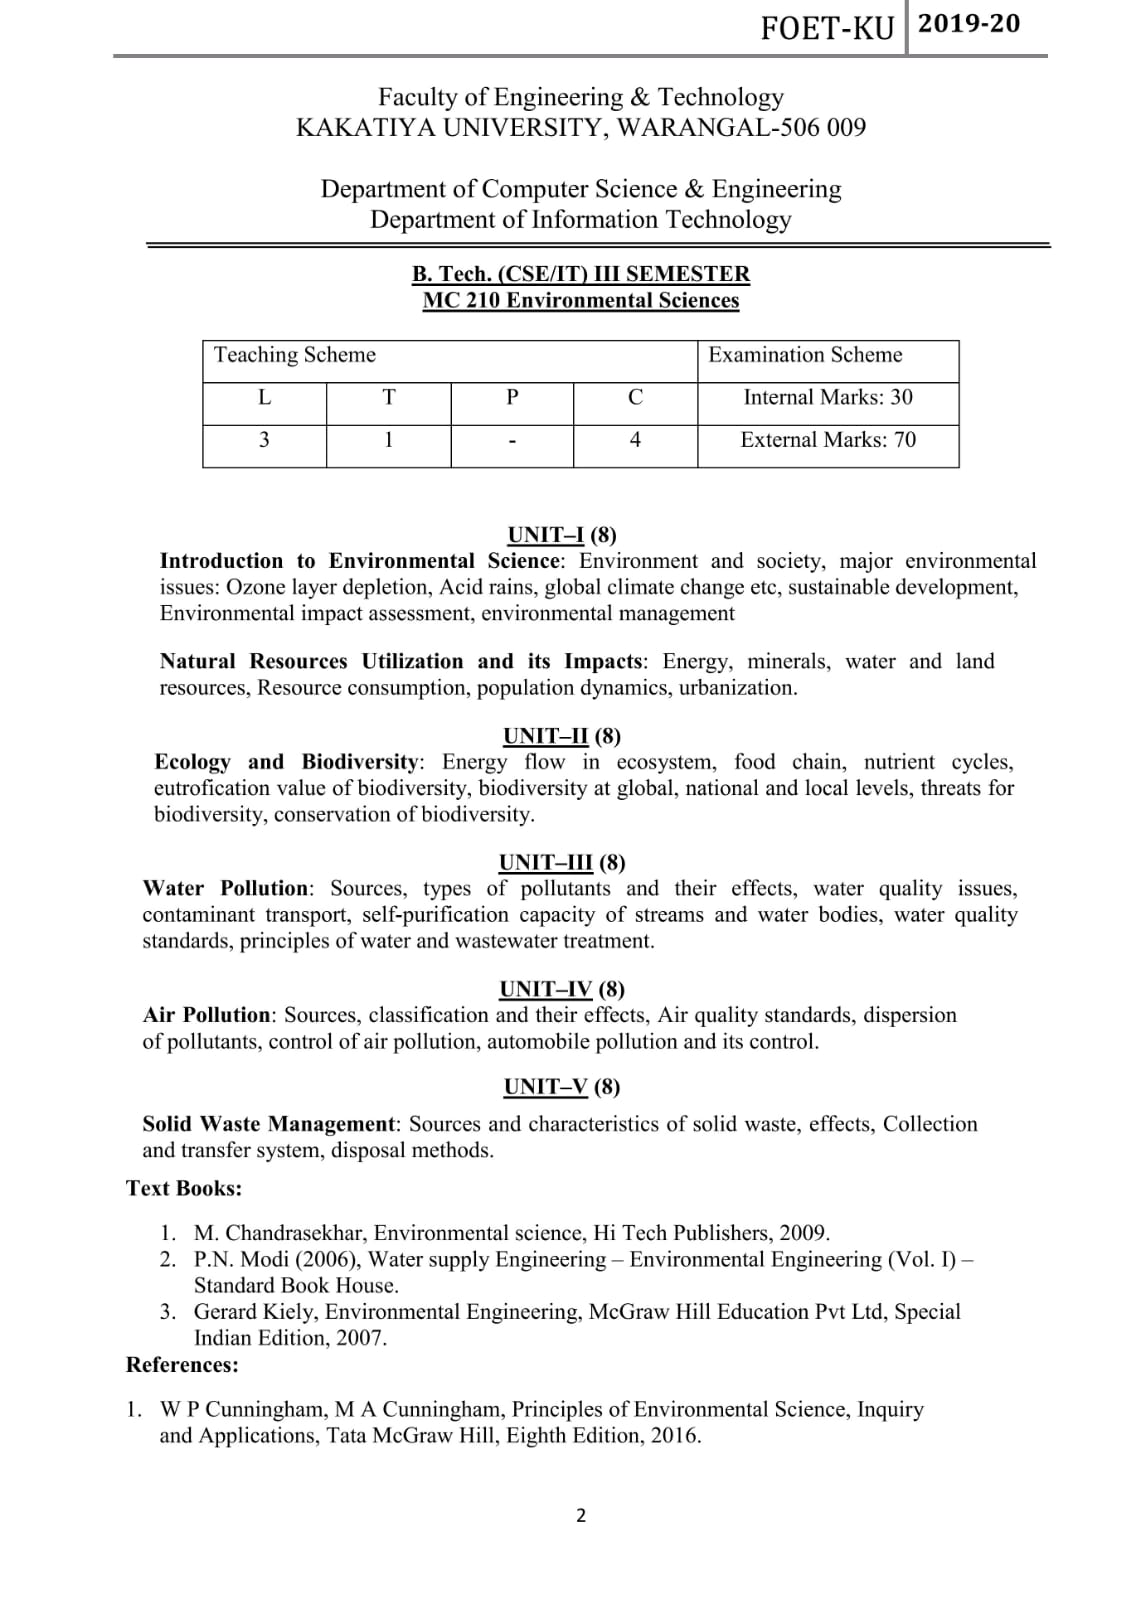 FOET-KU 2019-20
Faculty of Engineering & Technology
KAKATIYA UNIVERSITY, WARANGAL-506 009
Department of Computer Science & Engineering
Department of Information Technology
B. Tech. (CSE/IT) III SEMESTER
MC 210 Environmental Sciences
Teaching Scheme Examination Scheme
L T P C Internal Marks: 30
3 1 - 4 External Marks: 70
UNIT–I (8)
Introduction to Environmental Science: Environment and society, major environmental
issues: Ozone layer depletion, Acid rains, global climate change etc, sustainable development,
Environmental impact assessment, environmental management
Natural Resources Utilization and its Impacts: Energy, minerals, water and land
resources, Resource consumption, population dynamics, urbanization.
UNIT–II (8)
Ecology and Biodiversity: Energy flow in ecosystem, food chain, nutrient cycles,
eutrofication value of biodiversity, biodiversity at global, national and local levels, threats for
biodiversity, conservation of biodiversity.
UNIT–III (8)
Water Pollution: Sources, types of pollutants and their effects, water quality issues,
contaminant transport, self-purification capacity of streams and water bodies, water quality
standards, principles of water and wastewater treatment.
UNIT–IV (8)
Air Pollution: Sources, classification and their effects, Air quality standards, dispersion
of pollutants, control of air pollution, automobile pollution and its control.
UNIT–V (8)
Solid Waste Management: Sources and characteristics of solid waste, effects, Collection
and transfer system, disposal methods.
Text Books:
1. M. Chandrasekhar, Environmental science, Hi Tech Publishers, 2009.
2. P.N. Modi (2006), Water supply Engineering – Environmental Engineering (Vol. I) –
Standard Book House.
3. Gerard Kiely, Environmental Engineering, McGraw Hill Education Pvt Ltd, Special
Indian Edition, 2007.
References:
1. W P Cunningham, M A Cunningham, Principles of Environmental Science, Inquiry
and Applications, Tata McGraw Hill, Eighth Edition, 2016.
2